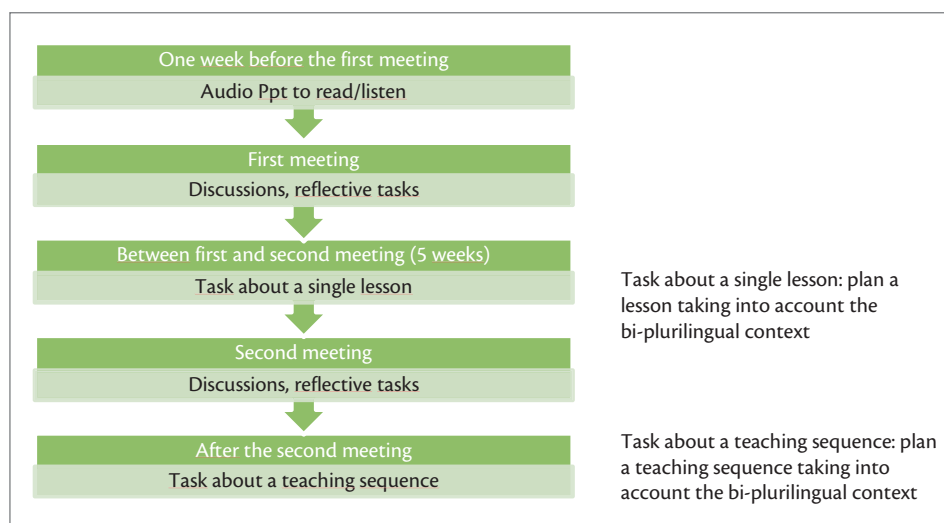 One week before the first meeting
Audio Ppt to read/listen
First meeting
Discussions, reflective tasks
Between first and second meeting (5 weeks)
Task about a single lesson
Task about a single lesson: plan a
lesson taking into account the
bi-plurilingual context
Second meeting
Discussions, reflective tasks
After the second meeting
Task about a teaching sequence
Task about a teaching sequence: plan
a teaching sequence taking into
account the bi-plurilingual context